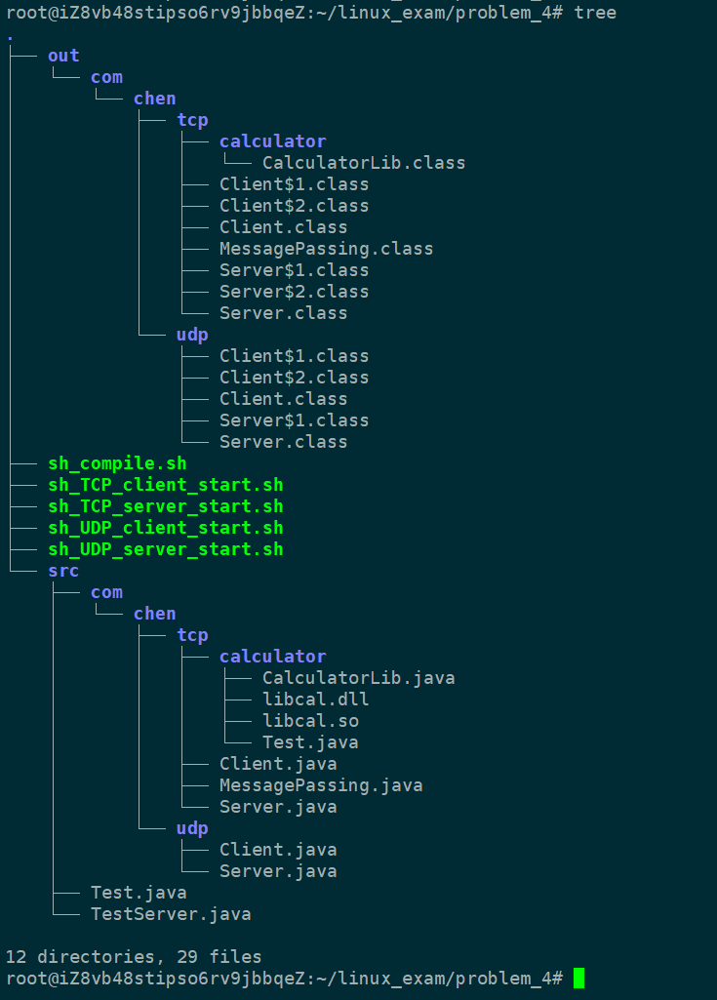 root@iZ8vb48stipso6rv9jbbqeZ:~/linux_exam/problem_4# tree
.
├── out
│   └── com
│       └── chen
│           ├── tcp
│           │   ├── calculator
│           │   │   └── CalculatorLib.class
│           │   ├── Client$1.class
│           │   ├── Client$2.class
│           │   ├── Client.class
│           │   ├── MessagePassing.class
│           │   ├── Server$1.class
│           │   ├── Server$2.class
│           │   └── Server.class
│           └── udp
│               ├── Client$1.class
│               ├── Client$2.class
│               ├── Client.class
│               ├── Server$1.class
│               └── Server.class
├── sh_compile.sh
├── sh_TCP_client_start.sh
├── sh_TCP_server_start.sh
├── sh_UDP_client_start.sh
├── sh_UDP_server_start.sh
└── src
    ├── com
    │   └── chen
    │       ├── tcp
    │       │   ├── calculator
    │       │   │   ├── CalculatorLib.java
    │       │   │   ├── libcal.dll
    │       │   │   ├── libcal.so
    │       │   │   └── Test.java
    │       │   ├── Client.java
    │       │   ├── MessagePassing.java
    │       │   └── Server.java
    │       └── udp
    │           ├── Client.java
    │           └── Server.java
    ├── Test.java
    └── TestServer.java

12 directories, 29 files
root@iZ8vb48stipso6rv9jbbqeZ:~/linux_exam/problem_4#